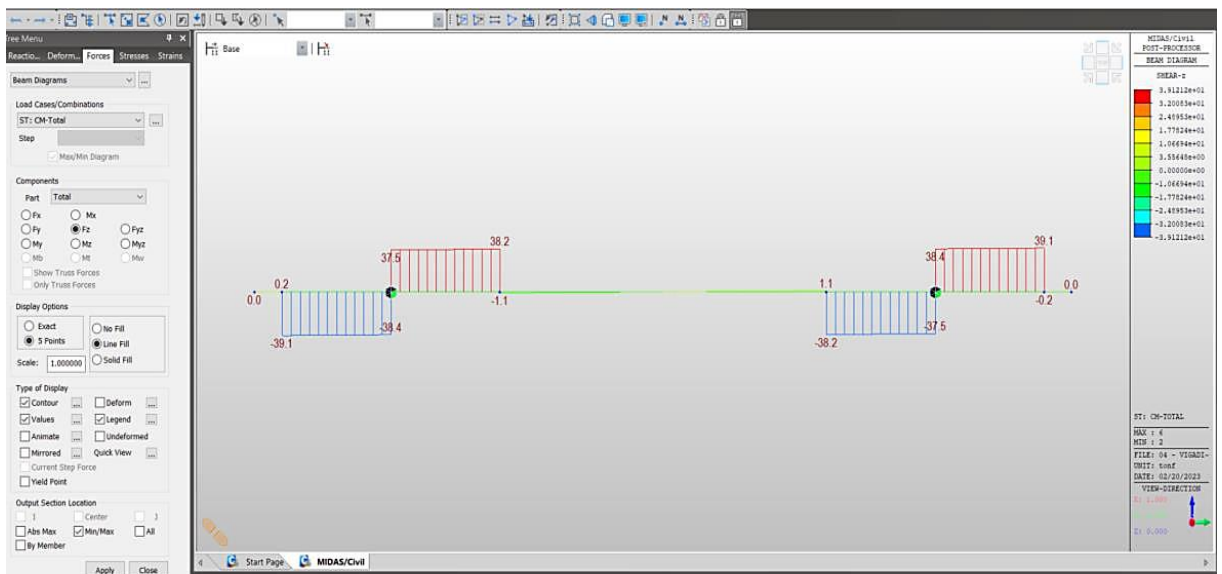 Base
ree Menu
Reactio... Deform... Forces Stresses Strains
Beam Diagrams
Load Cases/Combinations
ST: CM-Total
Step
Max/Min Diagram
Components
Part Total
Fx Mx
Fy Fz Fyz
My Mz Myz
Mb Mt Mw
Show Truss Forces
Only Truss Forces
Display Options
Exact
5 Points
No Fill
Line Fill
Solid Fill
Scale: 1.000000
Type of Display
Contour ... Deform ...
Values ... Legend ...
Animate ... Undeformed
Mirrored ... Quick View ...
Current Step Force
Yield Point
Output Section Location
I Center J
Abs Max Min/Max All
By Member
Apply Close
0.0
0.2
-39.1
37.5
-38.4
38.2
-1.1
1.1
-38.2
38.4
-37.5
39.1
-0.2
0.0
Start Page MIDAS/Civil
MIDAS/Civil
POST-PROCESSOR
BEAM DIAGRAM
SHEAR-z
3.91212e+01
3.20083e+01
2.48953e+01
1.77824e+01
1.06694e+01
3.55648e+00
0.00000e+00
-1.06694e+01
-1.77824e+01
-2.48953e+01
-3.20083e+01
-3.91212e+01
ST: CM-TOTAL
MAX : 6
MIN : 2
FILE: 04 - VIGADI~
UNIT: tonf
DATE: 02/20/2023
VIEW-DIRECTION
Z: 0.000